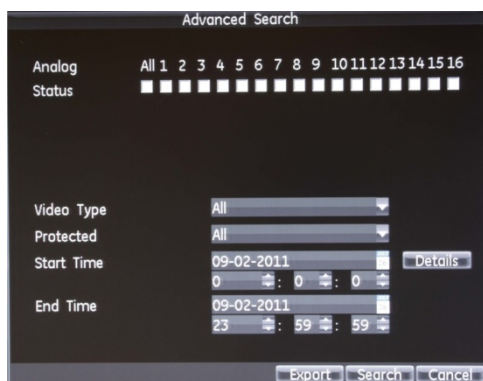 Advanced Search
Analog All 1 2 3 4 5 6 7 8 9 10 11 12 13 14 15 16
Status
Video Type All
Protected All
Start Time 09-02-2011 Details
0 : 0 : 0
End Time 09-02-2011
23 : 59 : 59
Export Search Cancel